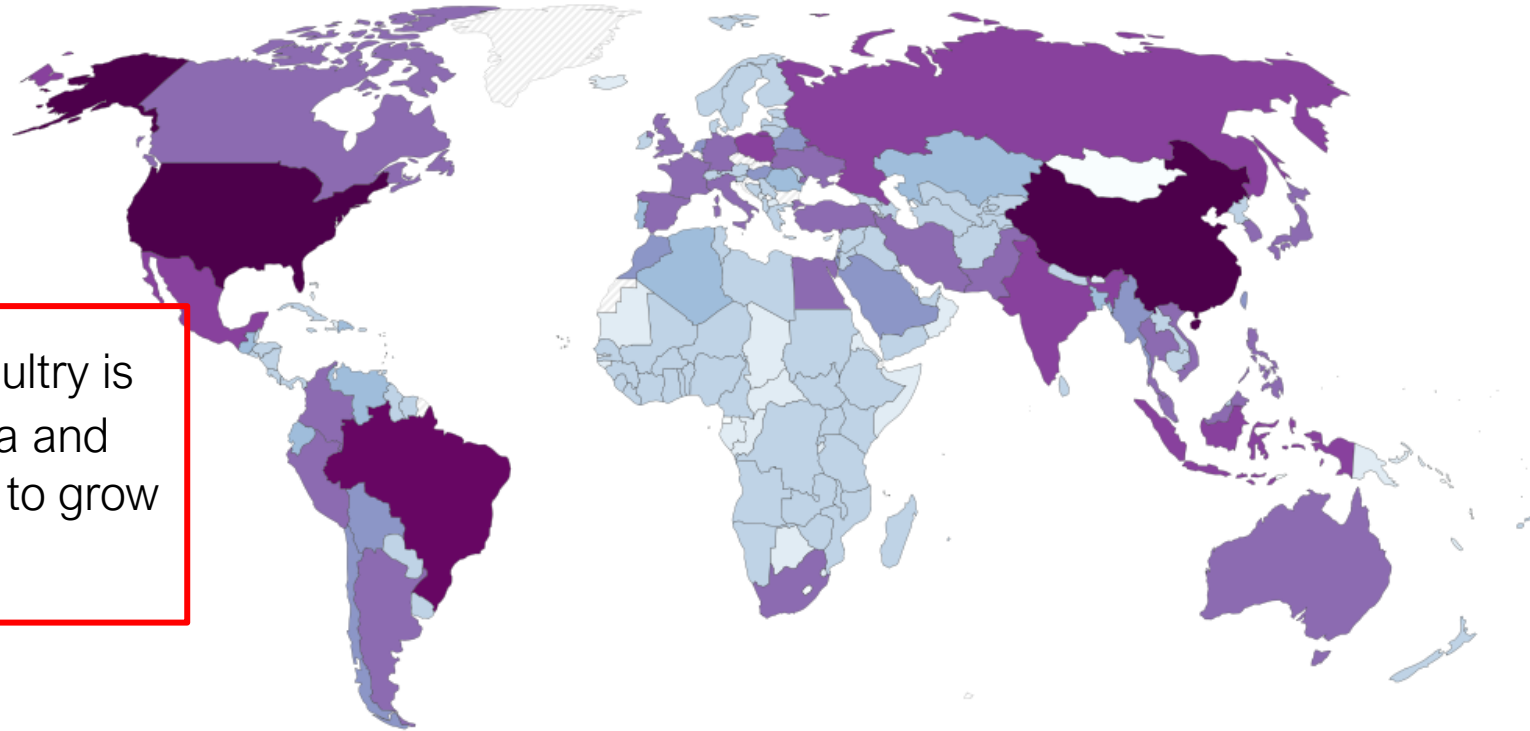 ultry is
a and
to grow